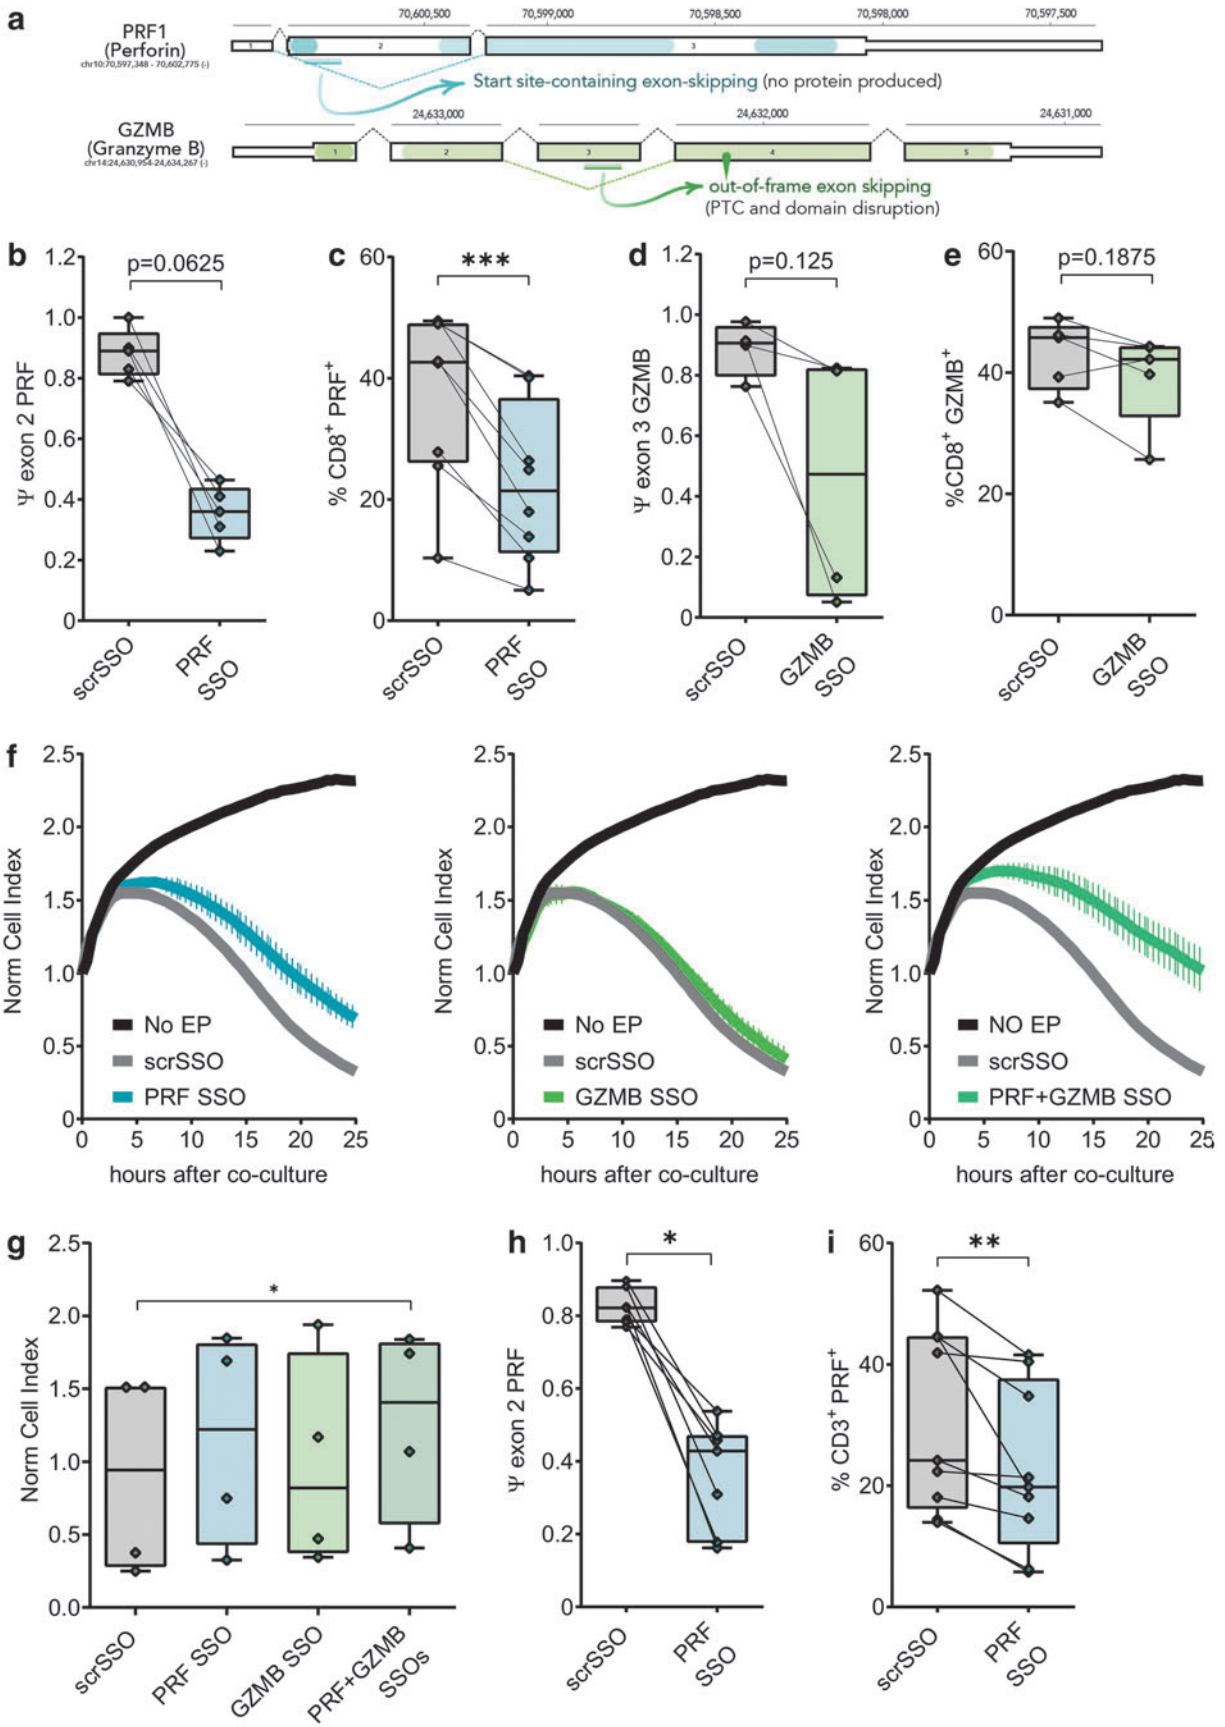 a
PRF1
(Perforin)
chr10:70,597,348 - 70,602,775 (-)
70,600,500 70,599,000 70,598,500 70,598,000 70,597,500
1 2 3
Start site-containing exon-skipping (no protein produced)
GZMB
(Granzyme B)
chr14:24,630,954-24,634,267 (-)
24,633,000 24,632,000 24,631,000
1 2 3 4 5
out-of-frame exon skipping
(PTC and domain disruption)
b
p=0.0625
Ψ exon 2 PRF
1.2
1.0
0.8
0.6
0.4
0.2
0
scrSSO
PRF
SSO
c
***
% CD8+ PRF+
60
40
20
0
scrSSO
PRF
SSO
d
p=0.125
Ψ exon 3 GZMB
1.2
1.0
0.8
0.6
0.4
0.2
0
scrSSO
GZMB
SSO
e
p=0.1875
%CD8+ GZMB+
60
40
20
0
scrSSO
GZMB
SSO
f
Norm Cell Index
2.5
2.0
1.5
1.0
0.5
0
No EP
scrSSO
PRF SSO
0 5 10 15 20 25
hours after co-culture
Norm Cell Index
2.5
2.0
1.5
1.0
0.5
0
No EP
scrSSO
GZMB SSO
0 5 10 15 20 25
hours after co-culture
Norm Cell Index
2.5
2.0
1.5
1.0
0.5
0
NO EP
scrSSO
PRF+GZMB SSO
0 5 10 15 20 25
hours after co-culture
g
*
Norm Cell Index
2.5
2.0
1.5
1.0
0.5
0.0
scrSSO
PRF SSO
GZMB SSO
PRF+GZMB
SSOs
h
*
Ψ exon 2 PRF
1.0
0.8
0.6
0.4
0.2
0
scrSSO
PRF
SSO
i
**
% CD3+ PRF+
60
40
20
0
scrSSO
PRF
SSO